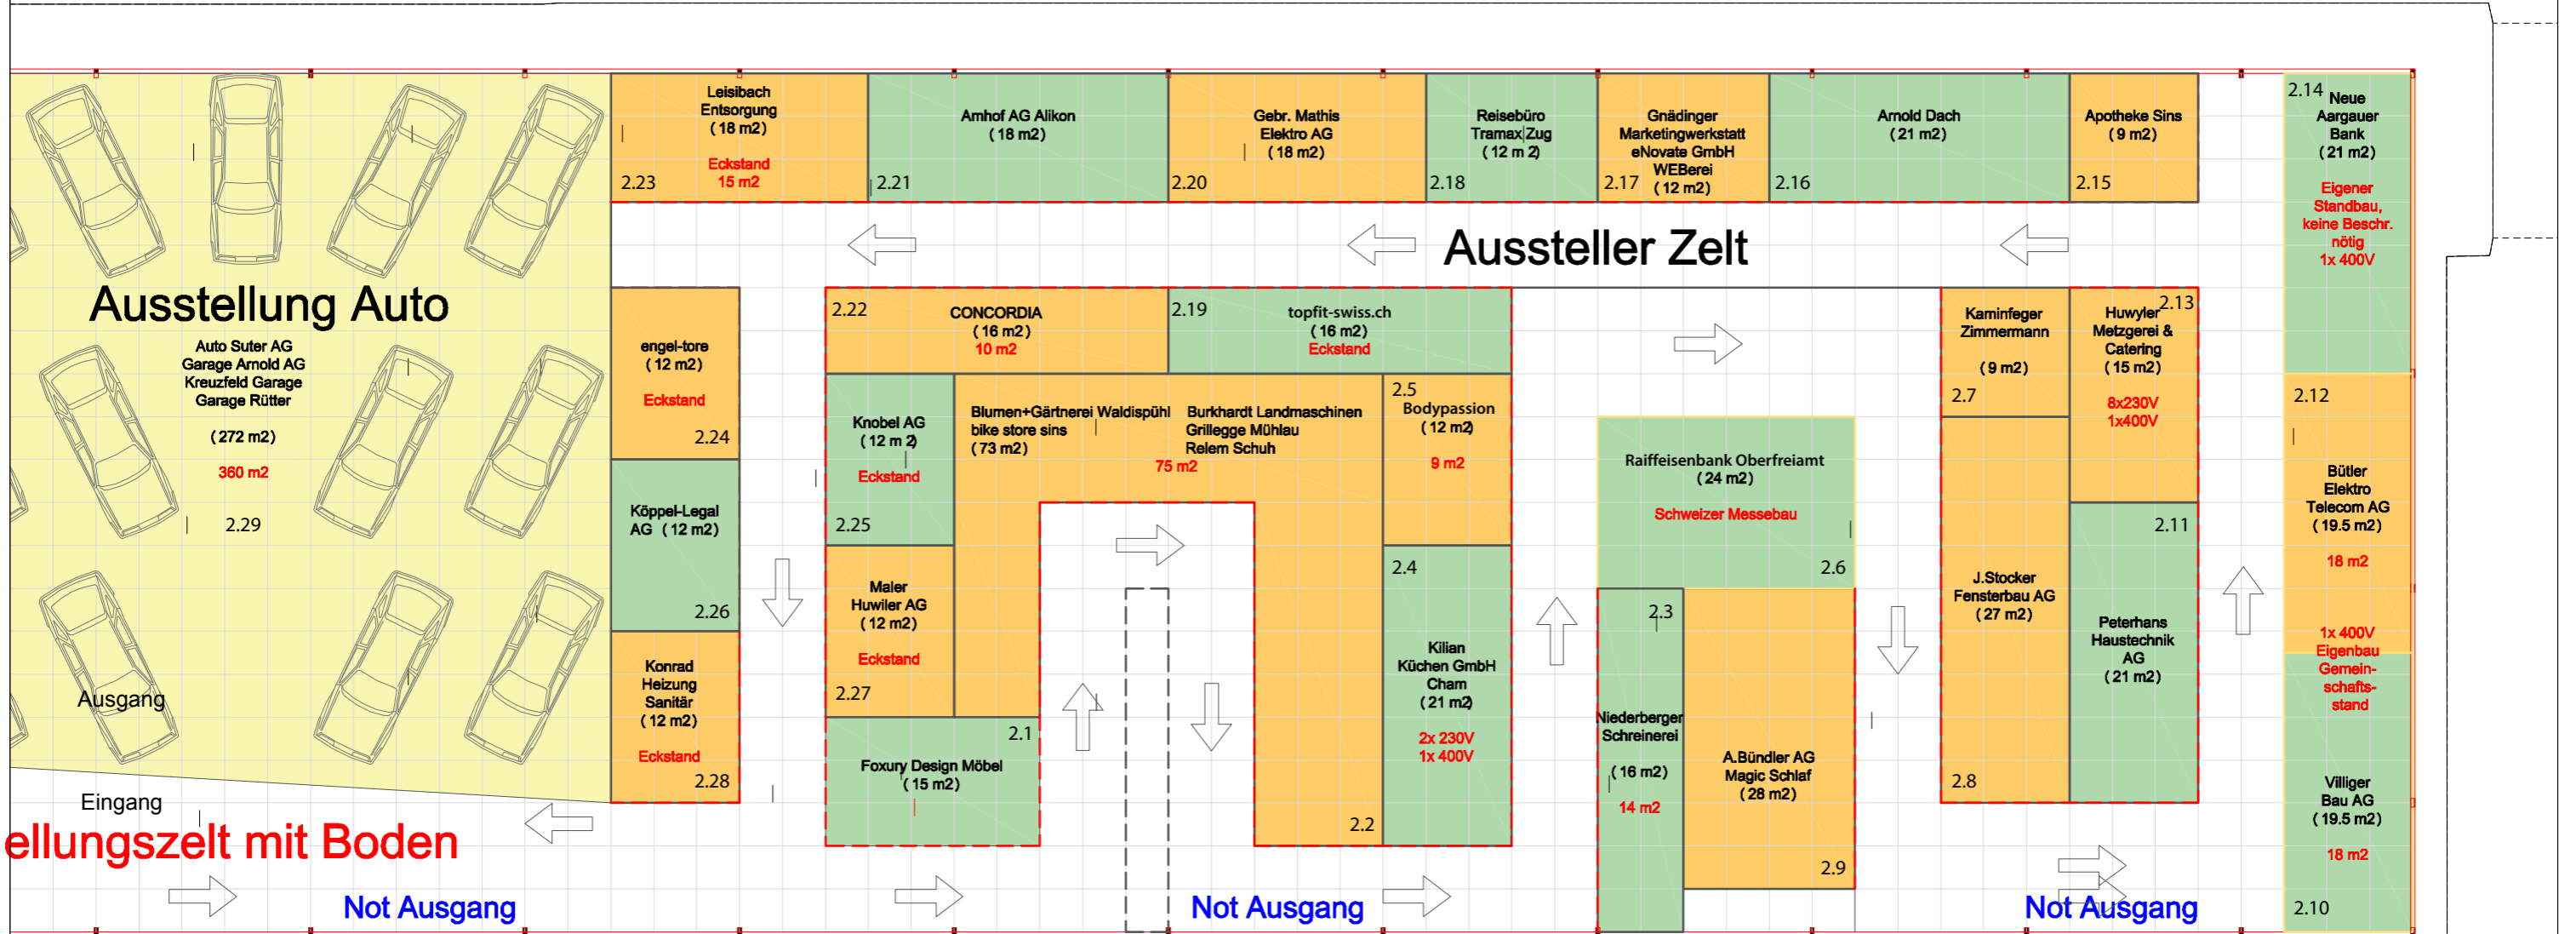 Leisibach
Entsorgung
( 18 m2)
Eckstand
15 m2
2.23
Amhof AG Alikon
( 18 m2)
2.21
Gebr. Mathis
Elektro AG
( 18 m2)
2.20
Reisebüro
Tramax Zug
( 12 m 2)
2.18
Gnädinger
Marketingwerkstatt
eNovate GmbH
WEBerei
( 12 m2)
2.17
Arnold Dach
( 21 m2)
2.16
Apotheke Sins
( 9 m2)
2.15
2.14
Neue
Aargauer
Bank
( 21 m2)
Eigener
Standbau,
keine Beschr.
nötig
1x 400V
Aussteller Zelt
Ausstellung Auto
Auto Suter AG
Garage Arnold AG
Kreuzfeld Garage
Garage Rütter
( 272 m2)
360 m2
2.29
engel-tore
( 12 m2)
Eckstand
2.24
Köppel-Legal
AG ( 12 m2)
2.26
Konrad
Heizung
Sanitär
( 12 m2)
Eckstand
2.28
2.22
CONCORDIA
( 16 m2)
10 m2
2.19
topfit-swiss.ch
( 16 m2)
Eckstand
Knobel AG
( 12 m 2)
Eckstand
2.25
Blumen+Gärtnerei Waldispühl
bike store sins
( 73 m2)
Burkhardt Landmaschinen
Grillegge Mühlau
Relem Schuh
75 m2
2.5
Bodypassion
( 12 m2)
9 m2
Maler
Huwiler AG
( 12 m2)
Eckstand
2.27
2.1
Foxury Design Möbel
( 15 m2)
2.2
2.4
Kilian
Küchen GmbH
Cham
( 21 m2)
2x 230V
1x 400V
Raiffeisenbank Oberfreiamt
( 24 m2)
Schweizer Messebau
2.6
2.3
Niederberger
Schreinerei
( 16 m2)
14 m2
A.Bündler AG
Magic Schlaf
( 28 m2)
2.9
Kaminfeger
Zimmermann
( 9 m2)
2.7
2.13
Huwyler
Metzgerei &
Catering
( 15 m2)
8x230V
1x400V
J.Stocker
Fensterbau AG
( 27 m2)
2.8
2.11
Peterhans
Haustechnik
AG
( 21 m2)
2.12
Bütler
Elektro
Telecom AG
( 19.5 m2)
18 m2
1x 400V
Eigenbau
Gemein-
schafts-
stand
Villiger
Bau AG
( 19.5 m2)
18 m2
2.10
Ausgang
Eingang
ellungszelt mit Boden
Not Ausgang
Not Ausgang
Not Ausgang